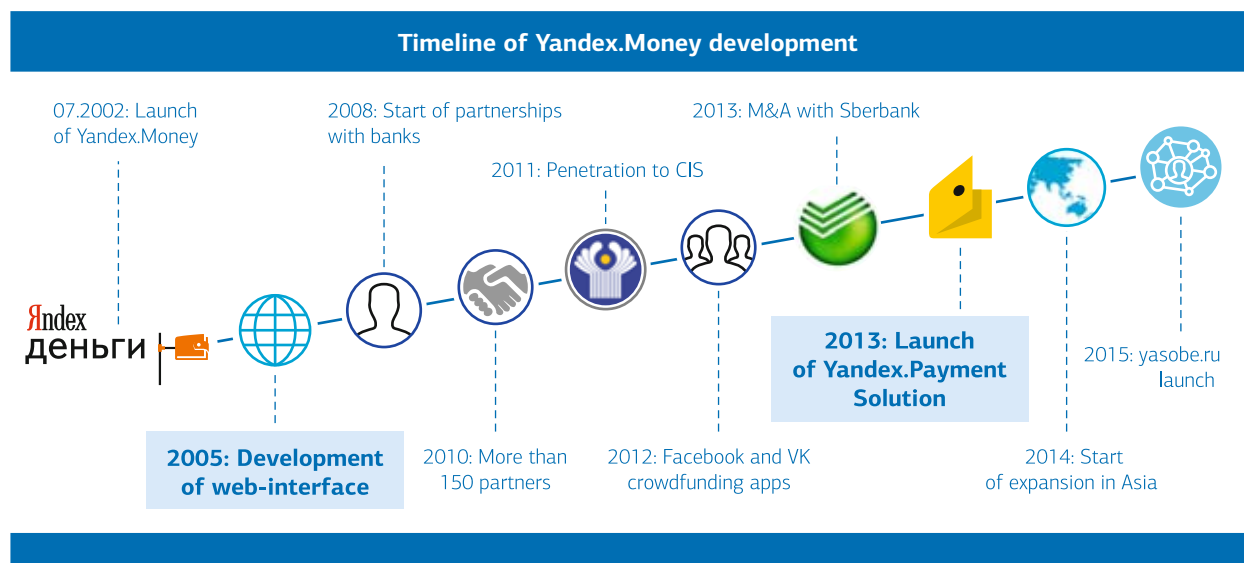 Timeline of Yandex.Money development
07.2002: Launch
of Yandex.Money
2008: Start of partnerships
with banks
2011: Penetration to CIS
2013: M&A with Sberbank
Яndex
деньги
2005: Development
of web-interface
2010: More than
150 partners
2012: Facebook and VK
crowdfunding apps
2013: Launch
of Yandex.Payment
Solution
2014: Start
of expansion in Asia
2015: yasobe.ru
launch